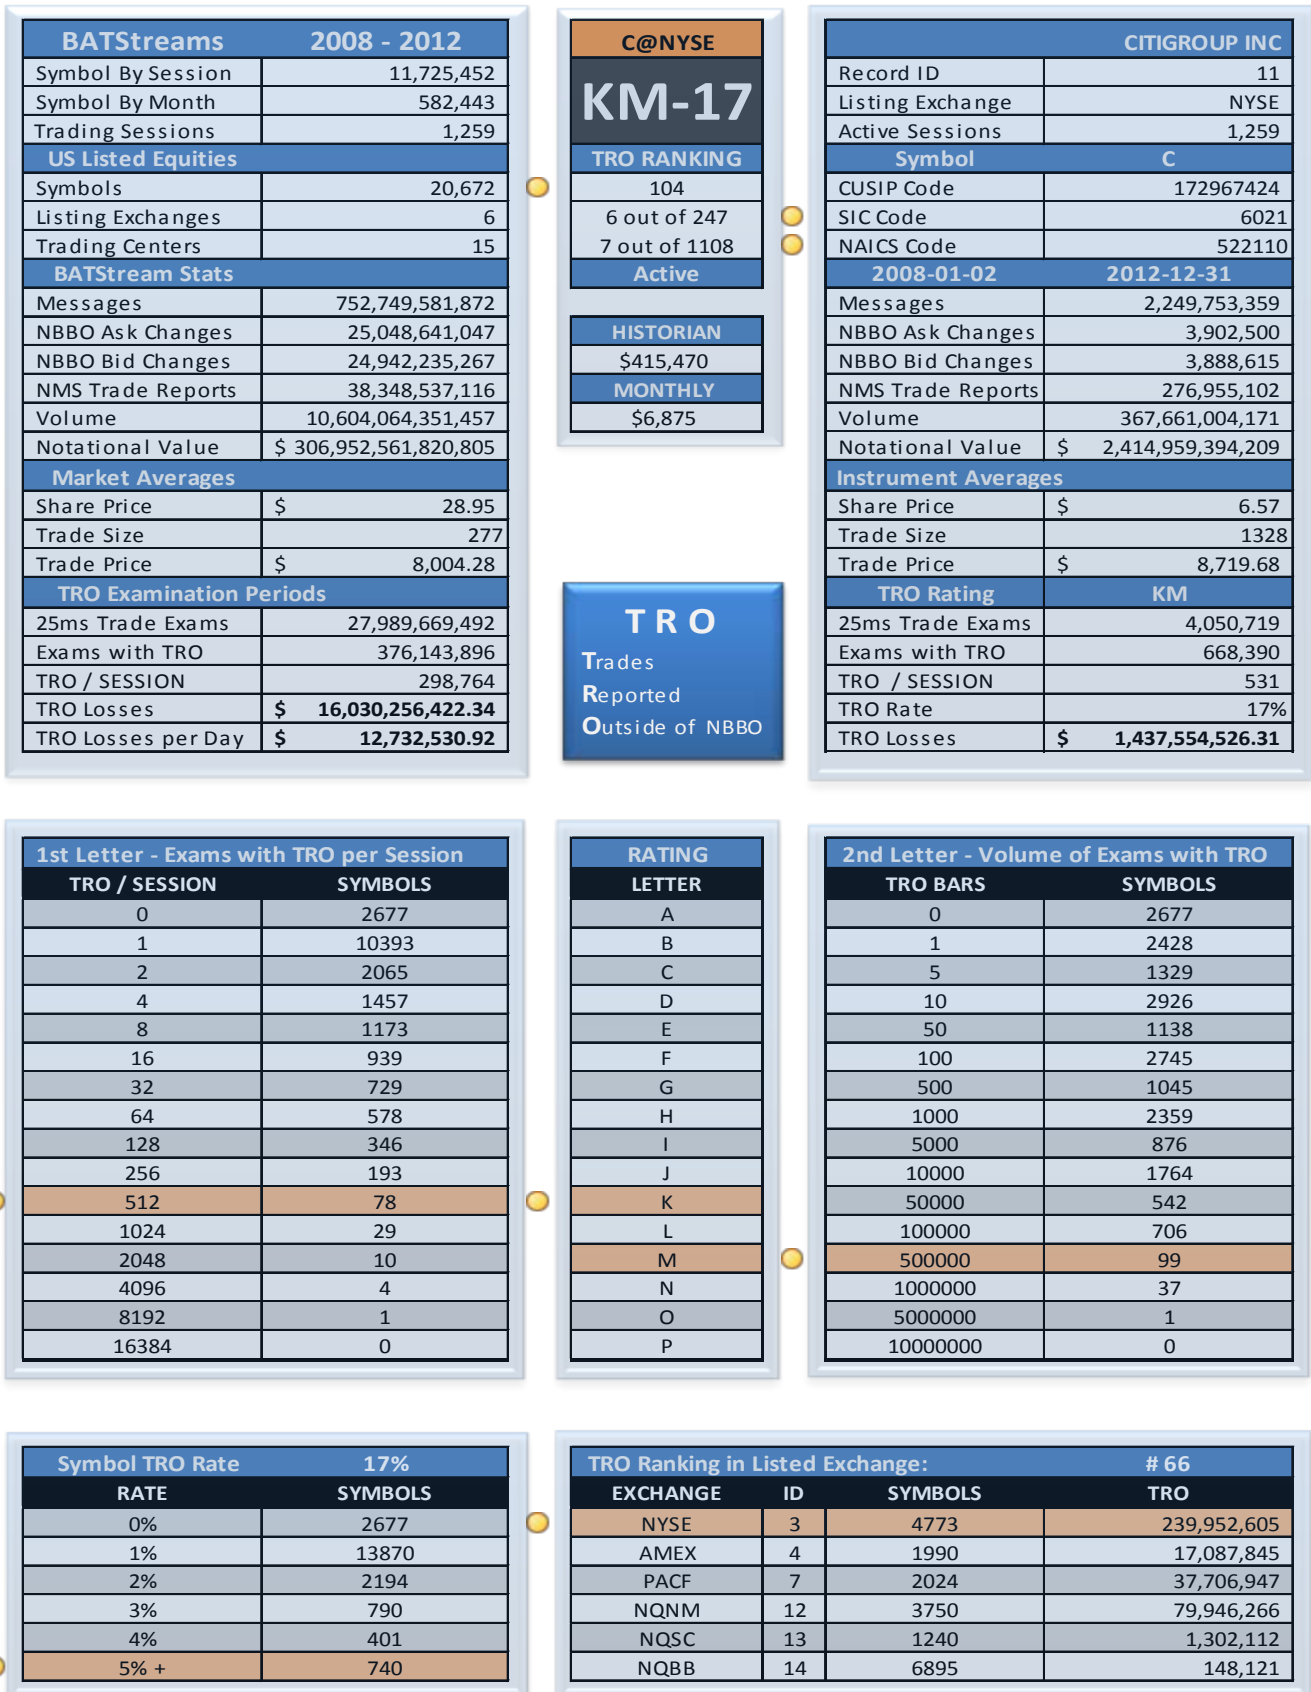 BATStreams 2008 - 2012
Symbol By Session 11,725,452
Symbol By Month 582,443
Trading Sessions 1,259
US Listed Equities
Symbols 20,672
Listing Exchanges 6
Trading Centers 15
BATStream Stats
Messages 752,749,581,872
NBBO Ask Changes 25,048,641,047
NBBO Bid Changes 24,942,235,267
NMS Trade Reports 38,348,537,116
Volume 10,604,064,351,457
Notational Value $ 306,952,561,820,805
Market Averages
Share Price $ 28.95
Trade Size 277
Trade Price $ 8,004.28
TRO Examination Periods
25ms Trade Exams 27,989,669,492
Exams with TRO 376,143,896
TRO / SESSION 298,764
TRO Losses $ 16,030,256,422.34
TRO Losses per Day $ 12,732,530.92
C@NYSE
KM-17
TRO RANKING
104
6 out of 247
7 out of 1108
Active
HISTORIAN
$415,470
MONTHLY
$6,875
TRO
Trades
Reported
Outside of NBBO
CITIGROUP INC
Record ID 11
Listing Exchange NYSE
Active Sessions 1,259
Symbol C
CUSIP Code 172967424
SIC Code 6021
NAICS Code 522110
2008-01-02 2012-12-31
Messages 2,249,753,359
NBBO Ask Changes 3,902,500
NBBO Bid Changes 3,888,615
NMS Trade Reports 276,955,102
Volume 367,661,004,171
Notational Value $ 2,414,959,394,209
Instrument Averages
Share Price $ 6.57
Trade Size 1328
Trade Price $ 8,719.68
TRO Rating KM
25ms Trade Exams 4,050,719
Exams with TRO 668,390
TRO / SESSION 531
TRO Rate 17%
TRO Losses $ 1,437,554,526.31
1st Letter - Exams with TRO per Session
TRO / SESSION SYMBOLS
0 2677
1 10393
2 2065
4 1457
8 1173
16 939
32 729
64 578
128 346
256 193
512 78
1024 29
2048 10
4096 4
8192 1
16384 0
RATING
LETTER
A
B
C
D
E
F
G
H
I
J
K
L
M
N
O
P
2nd Letter - Volume of Exams with TRO
TRO BARS SYMBOLS
0 2677
1 2428
5 1329
10 2926
50 1138
100 2745
500 1045
1000 2359
5000 876
10000 1764
50000 542
100000 706
500000 99
1000000 37
5000000 1
10000000 0
Symbol TRO Rate 17%
RATE SYMBOLS
0% 2677
1% 13870
2% 2194
3% 790
4% 401
5% + 740
TRO Ranking in Listed Exchange: # 66
EXCHANGE ID SYMBOLS TRO
NYSE 3 4773 239,952,605
AMEX 4 1990 17,087,845
PACF 7 2024 37,706,947
NQNM 12 3750 79,946,266
NQSC 13 1240 1,302,112
NQBB 14 6895 148,121